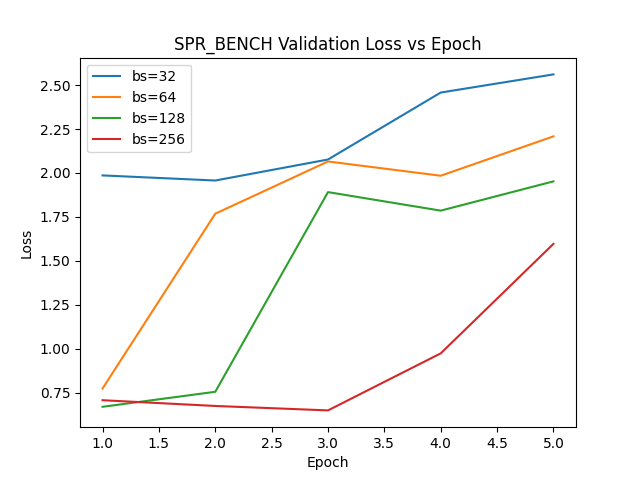 SPR_BENCH Validation Loss vs Epoch
bs=32
bs=64
bs=128
bs=256
Loss
2.50
2.25
2.00
1.75
1.50
1.25
1.00
0.75
1.0 1.5 2.0 2.5 3.0 3.5 4.0 4.5 5.0
Epoch